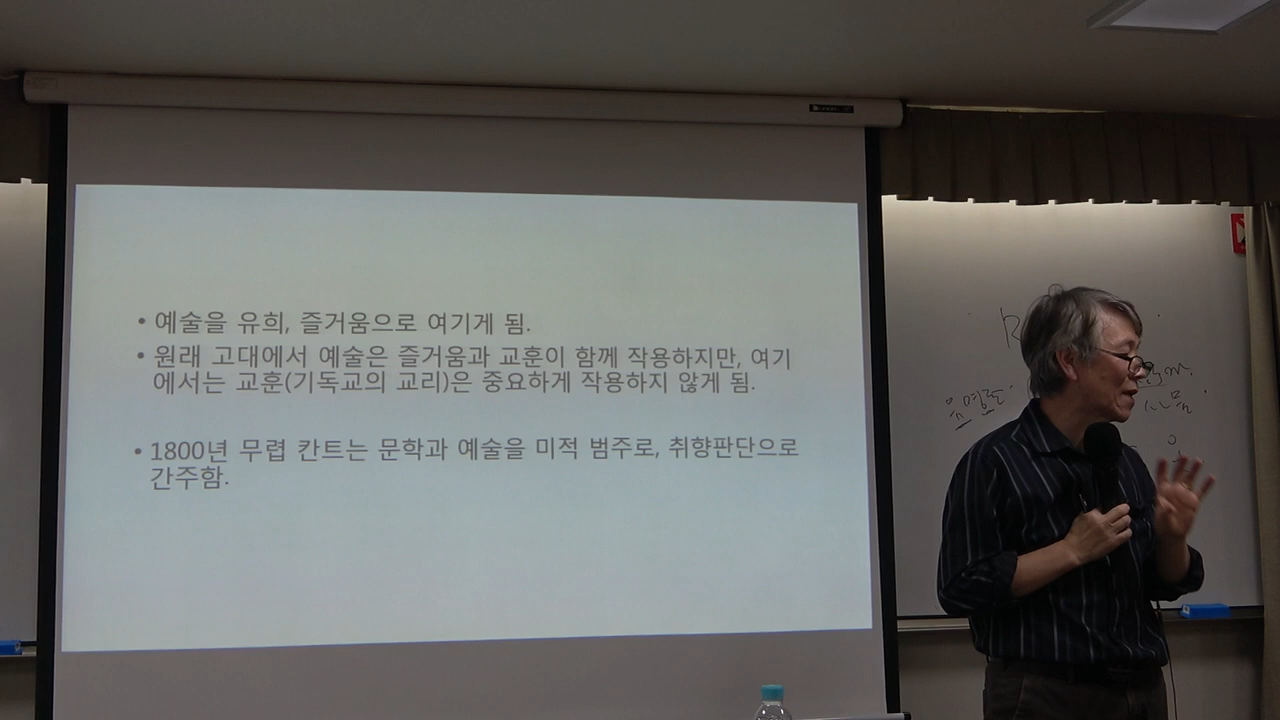 • 예술을 유희, 즐거움으로 여기게 됨.
• 원래 고대에서 예술은 즐거움과 교훈이 함께 작용하지만, 여기
에서는 교훈(기독교의 교리)은 중요하게 작용하지 않게 됨.
• 1800년 무렵 칸트는 문학과 예술을 미적 범주로, 취향판단으로
간주함.